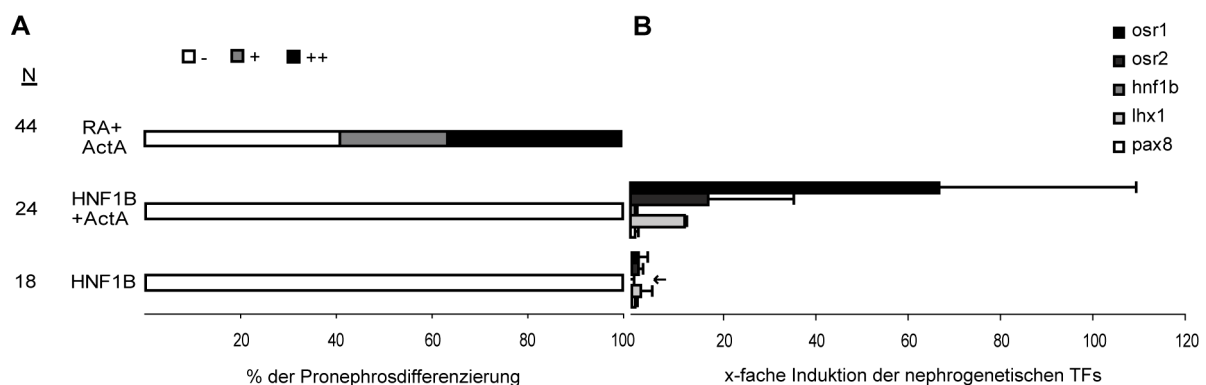 A
B
- + ++
osr1
osr2
hnf1b
lhx1
pax8
N
44 RA+
ActA
24 HNF1B
+ActA
18 HNF1B
20 40 60 80 100
20 40 60 80 100 120
% der Pronephrosdifferenzierung
x-fache Induktion der nephrogenetischen TFs